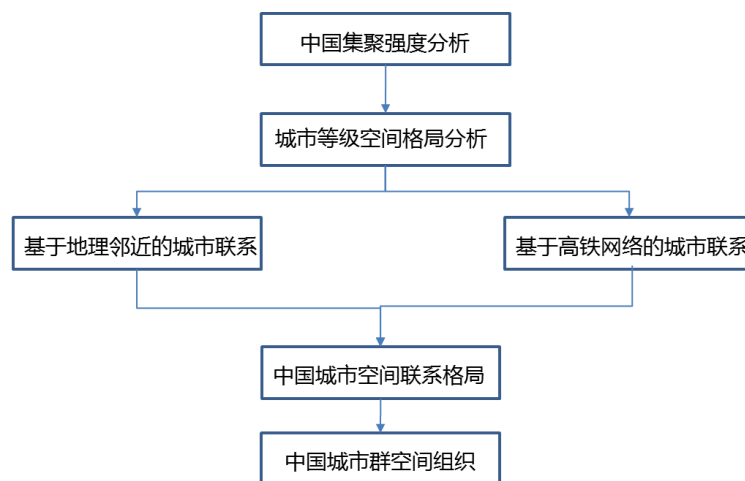 中国集聚强度分析
城市等级空间格局分析
基于地理邻近的城市联系
基于高铁网络的城市联系
中国城市空间联系格局
中国城市群空间组织